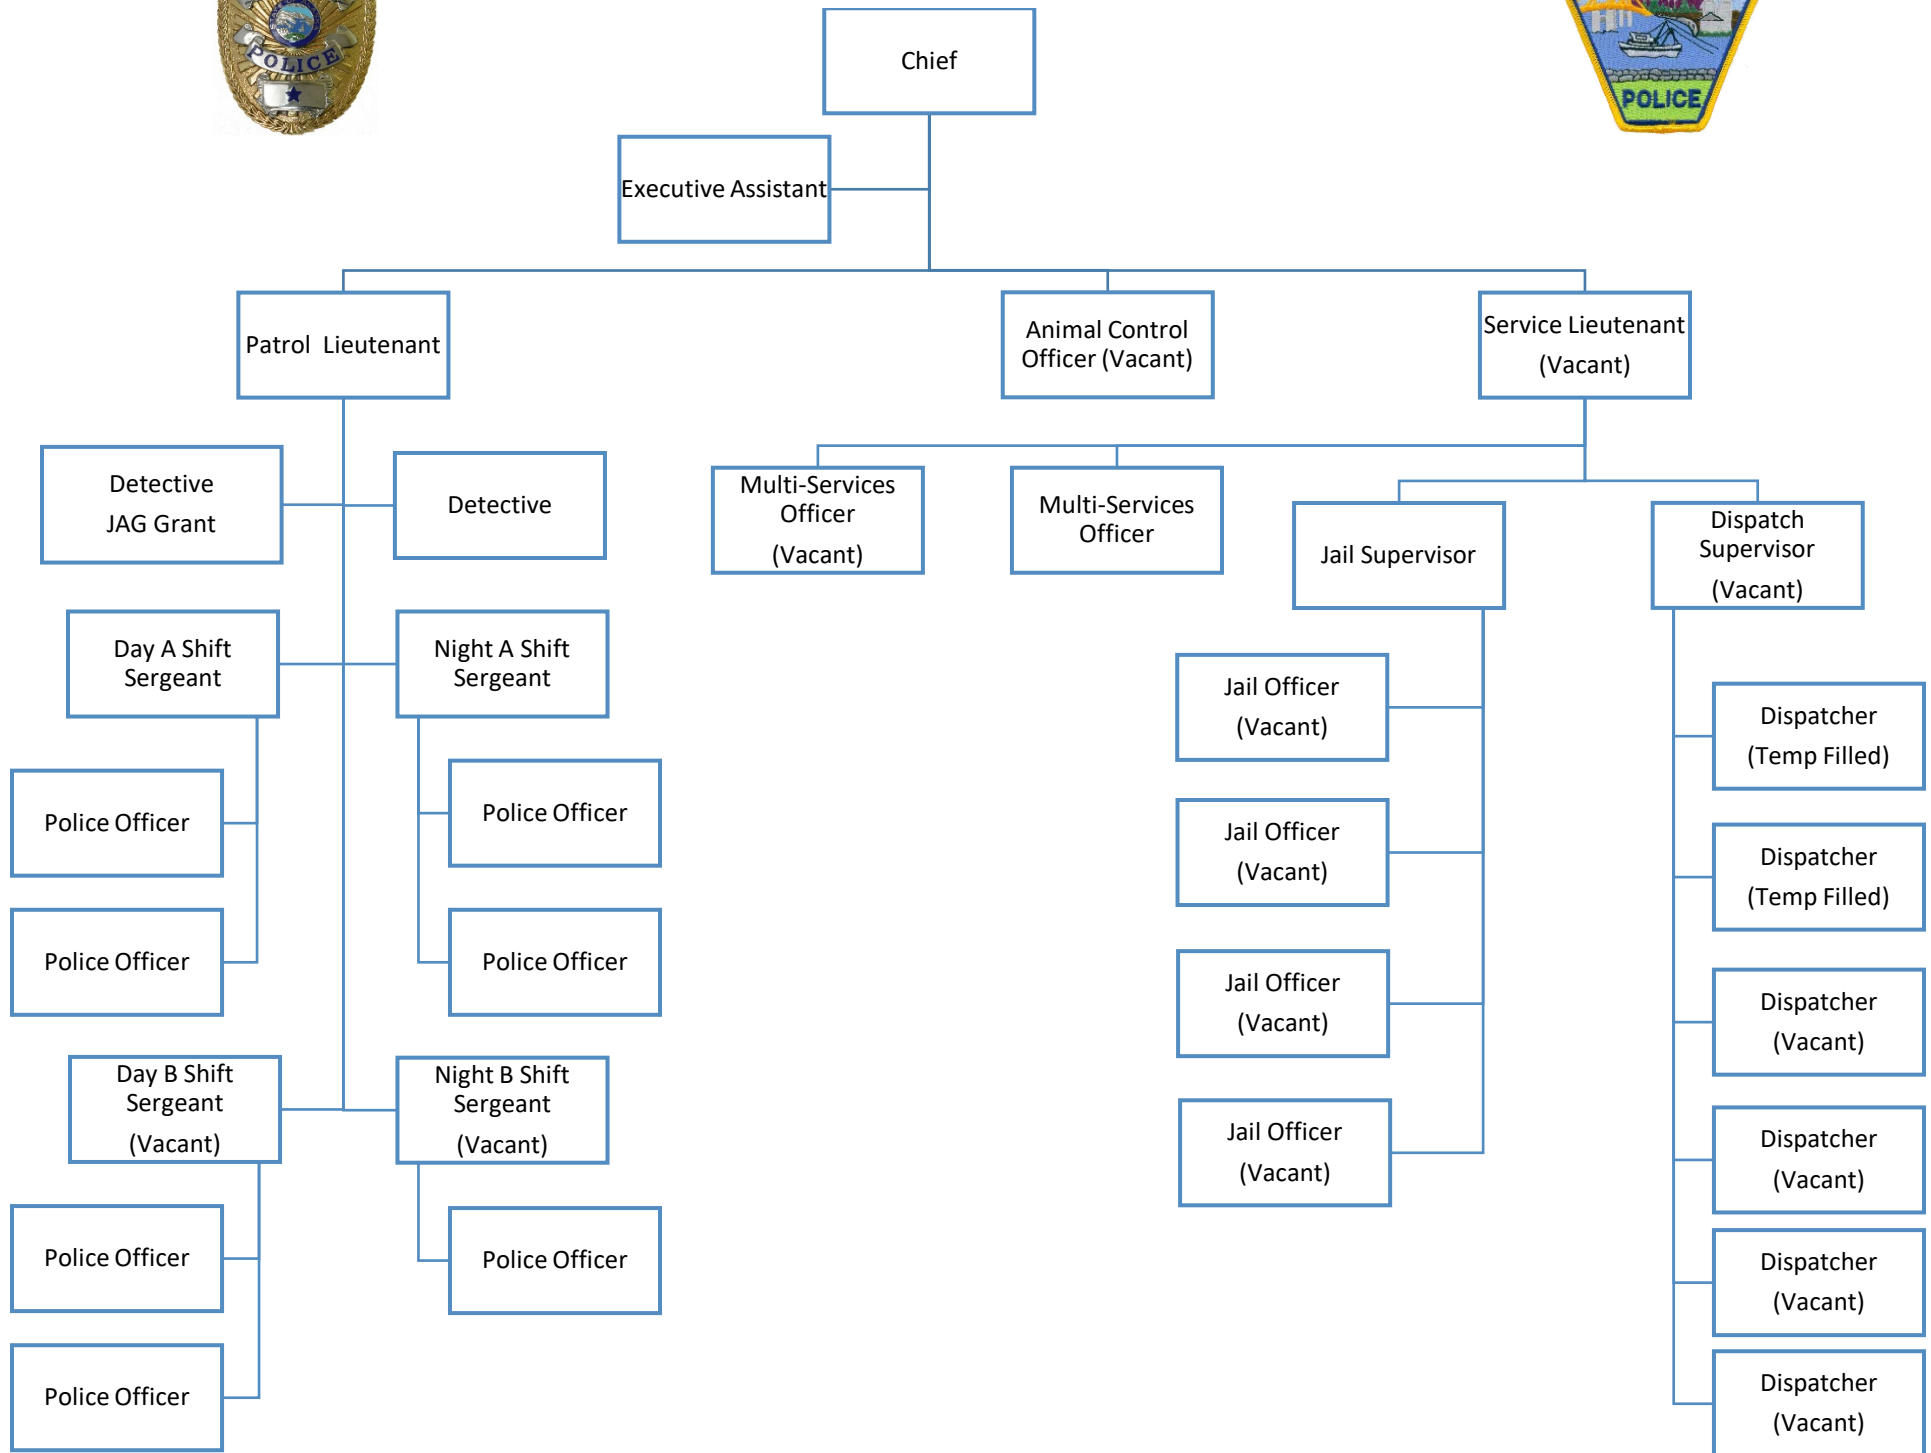 POLICE
POLICE
Chief
Executive Assistant
Patrol Lieutenant
Animal Control
Officer (Vacant)
Service Lieutenant
(Vacant)
Detective
JAG Grant
Detective
Multi-Services
Officer
(Vacant)
Multi-Services
Officer
Jail Supervisor
Dispatch
Supervisor
(Vacant)
Day A Shift
Sergeant
Night A Shift
Sergeant
Police Officer
Police Officer
Police Officer
Police Officer
Day B Shift
Sergeant
(Vacant)
Night B Shift
Sergeant
(Vacant)
Police Officer
Police Officer
Police Officer
Jail Officer
(Vacant)
Jail Officer
(Vacant)
Jail Officer
(Vacant)
Jail Officer
(Vacant)
Dispatcher
(Temp Filled)
Dispatcher
(Temp Filled)
Dispatcher
(Vacant)
Dispatcher
(Vacant)
Dispatcher
(Vacant)
Dispatcher
(Vacant)